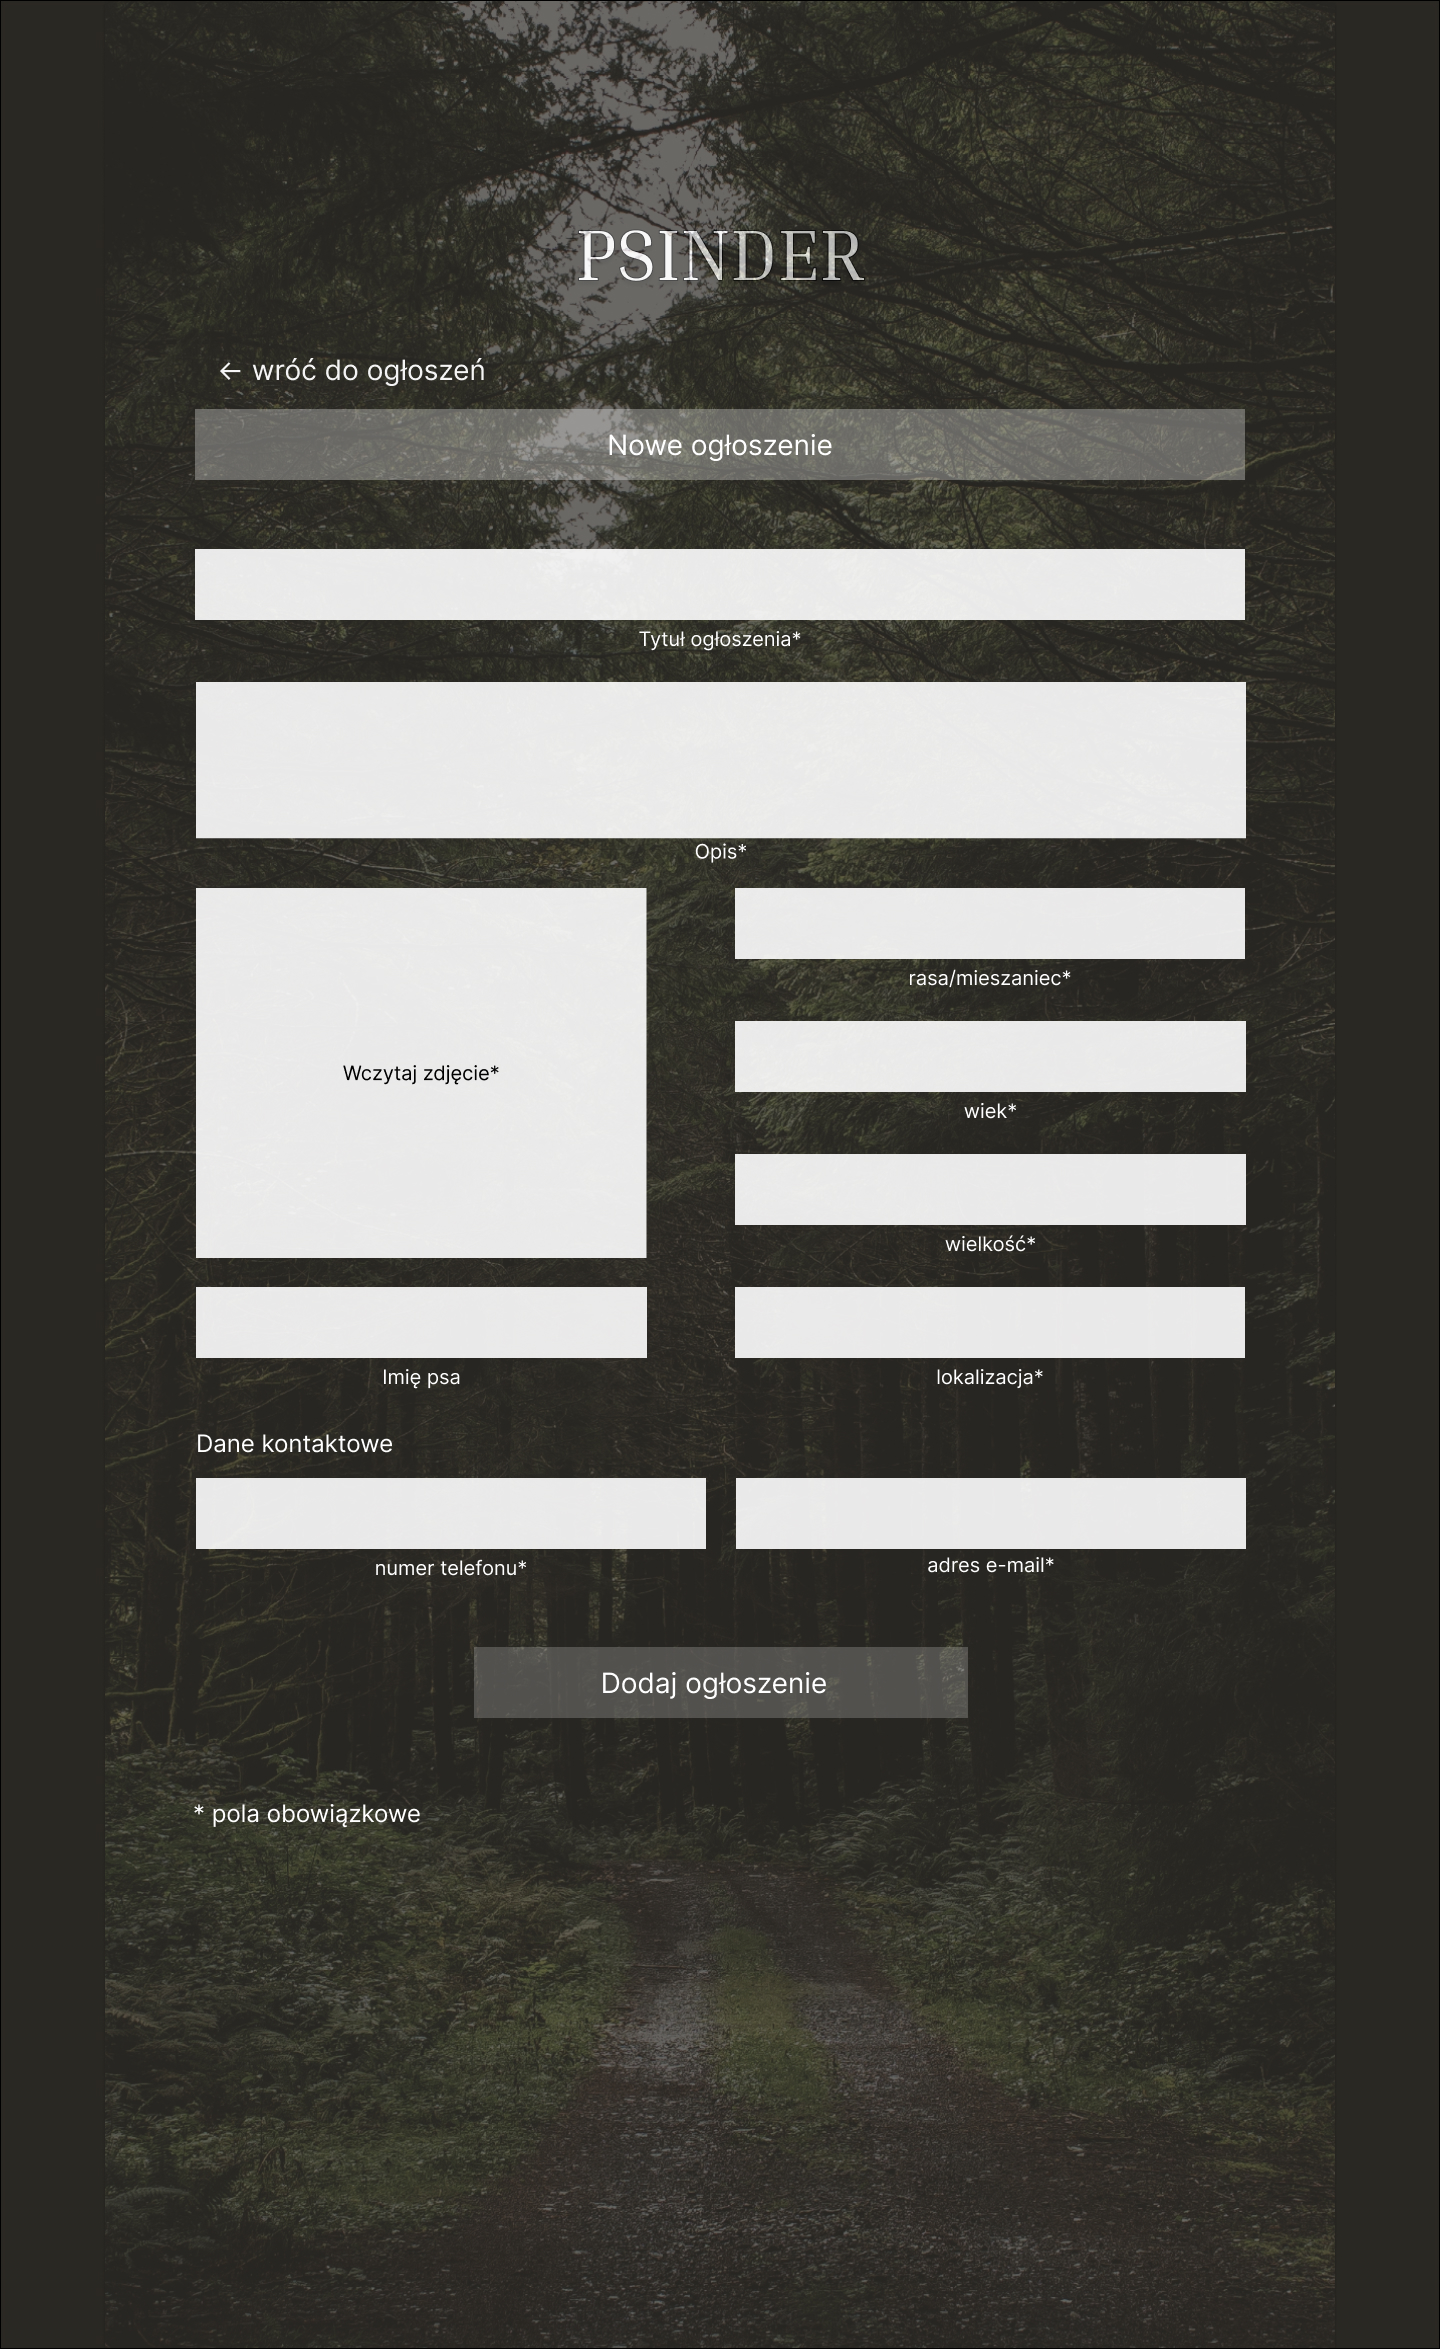 PSINDER
← wróć do ogłoszeń
Nowe ogłoszenie
Tytuł ogłoszenia*
Opis*
Wczytaj zdjęcie*
rasa/mieszaniec*
wiek*
wielkość*
Imię psa
lokalizacja*
Dane kontaktowe
numer telefonu*
adres e-mail*
Dodaj ogłoszenie
* pola obowiązkowe